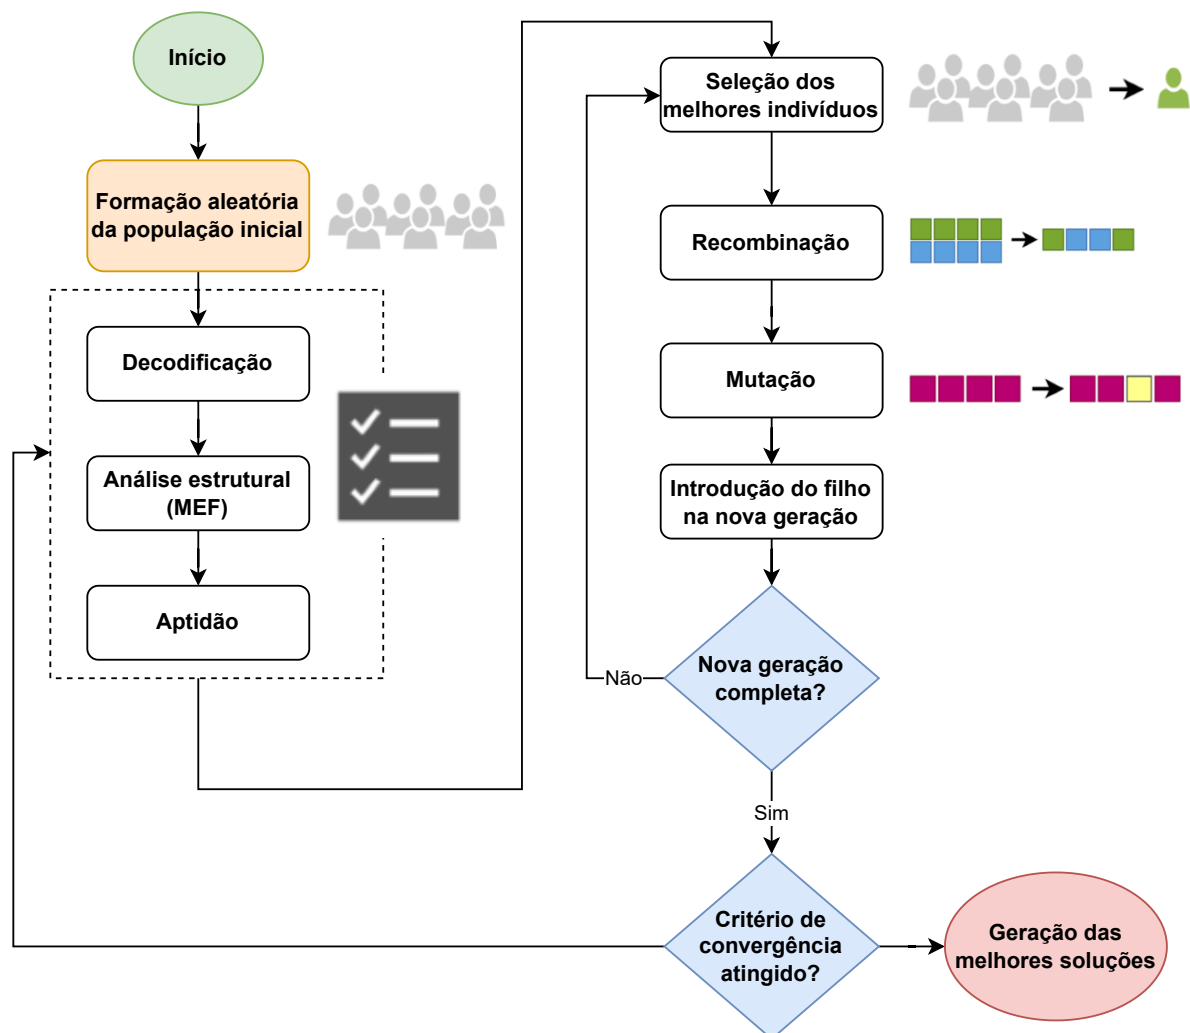 Início
Formação aleatória
da população inicial
Decodificação
Análise estrutural
(MEF)
Aptidão
Seleção dos
melhores indivíduos
Recombinação
Mutação
Introdução do filho
na nova geração
Nova geração
completa?
Não
Sim
Critério de
convergência
atingido?
Geração das
melhores soluções